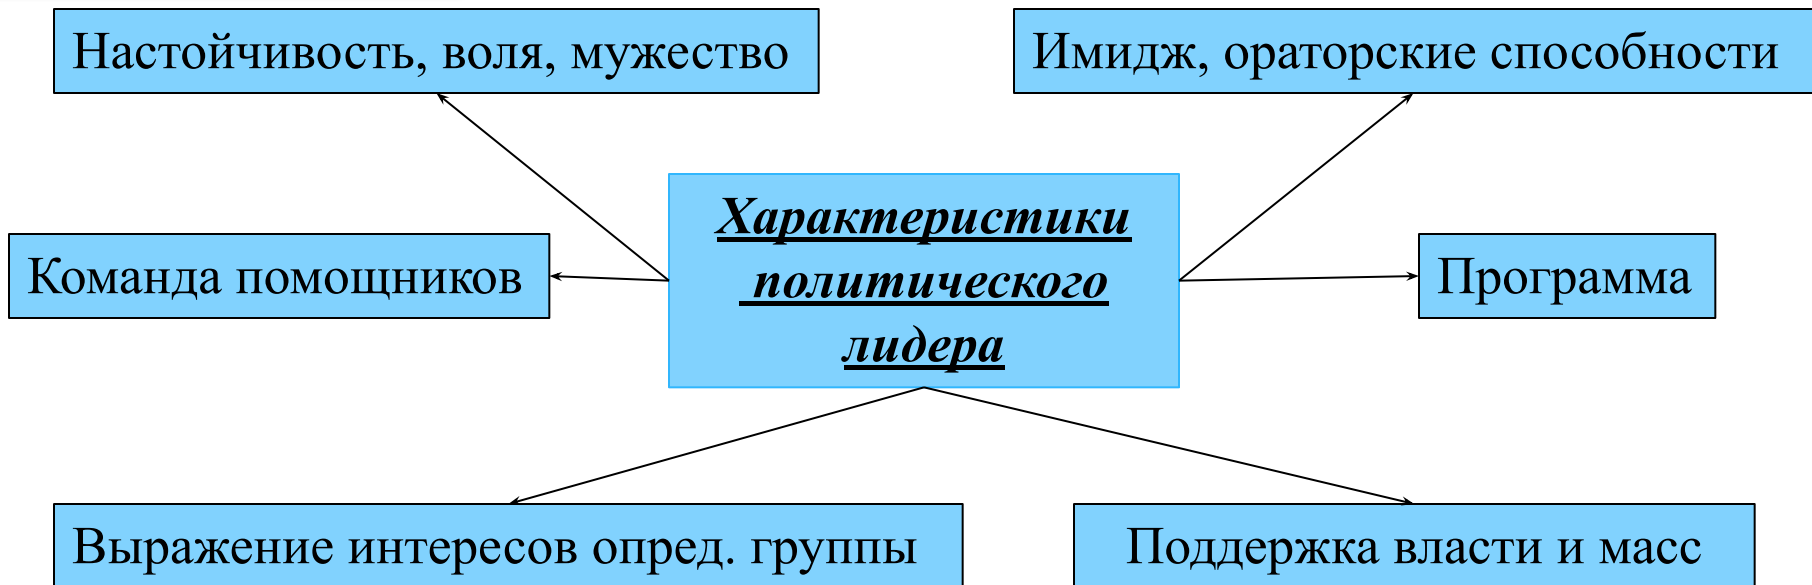 Настойчивость, воля, мужество
Имидж, ораторские способности
Характеристики
политического
лидера
Команда помощников
Программа
Выражение интересов опред. группы
Поддержка власти и масс